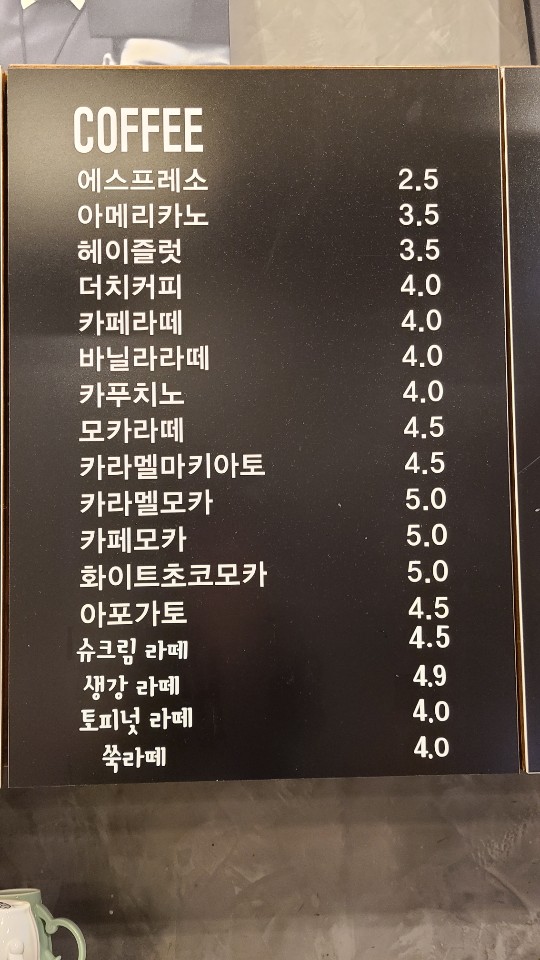 COFFEE
에스프레소 2.5
아메리카노 3.5
헤이즐럿 3.5
더치커피 4.0
카페라떼 4.0
바닐라라떼 4.0
카푸치노 4.0
모카라떼 4.5
카라멜마키아토 4.5
카라멜모카 5.0
카페모카 5.0
화이트초코모카 5.0
아포가토 4.5
슈크림 라떼 4.5
생강 라떼 4.9
토피넛 라떼 4.0
쑥라떼 4.0